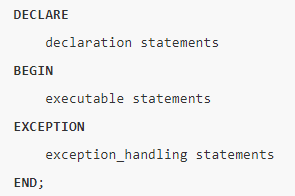 DECLARE
declaration statements
BEGIN
executable statements
EXCEPTION
exception_handling statements
END;